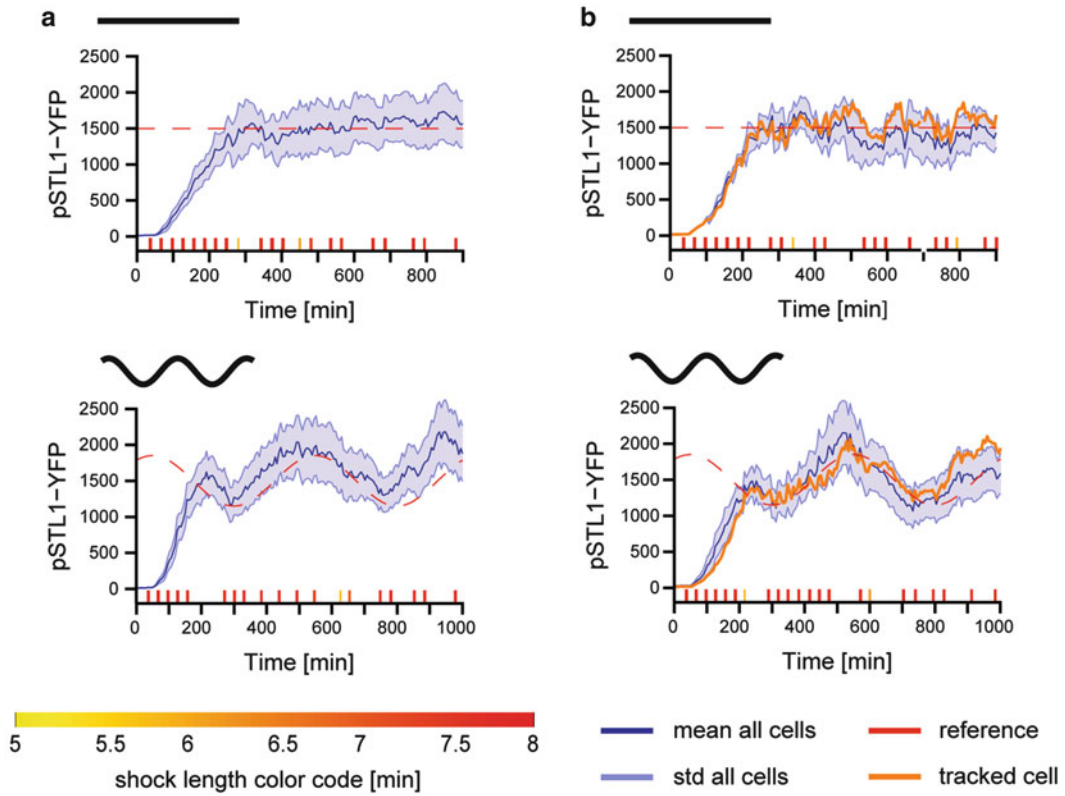 a
2500
2000
1500
1000
500
0
pSTL1−YFP
0 200 400 600 800
Time [min]
b
2500
2000
1500
1000
500
0
pSTL1−YFP
0 200 400 600 800
Time [min]
2500
2000
1500
1000
500
0
pSTL1−YFP
0 200 400 600 800 1000
Time [min]
2500
2000
1500
1000
500
0
pSTL1−YFP
0 200 400 600 800 1000
Time [min]
5 5.5 6 6.5 7 7.5 8
shock length color code [min]
mean all cells
reference
std all cells
tracked cell